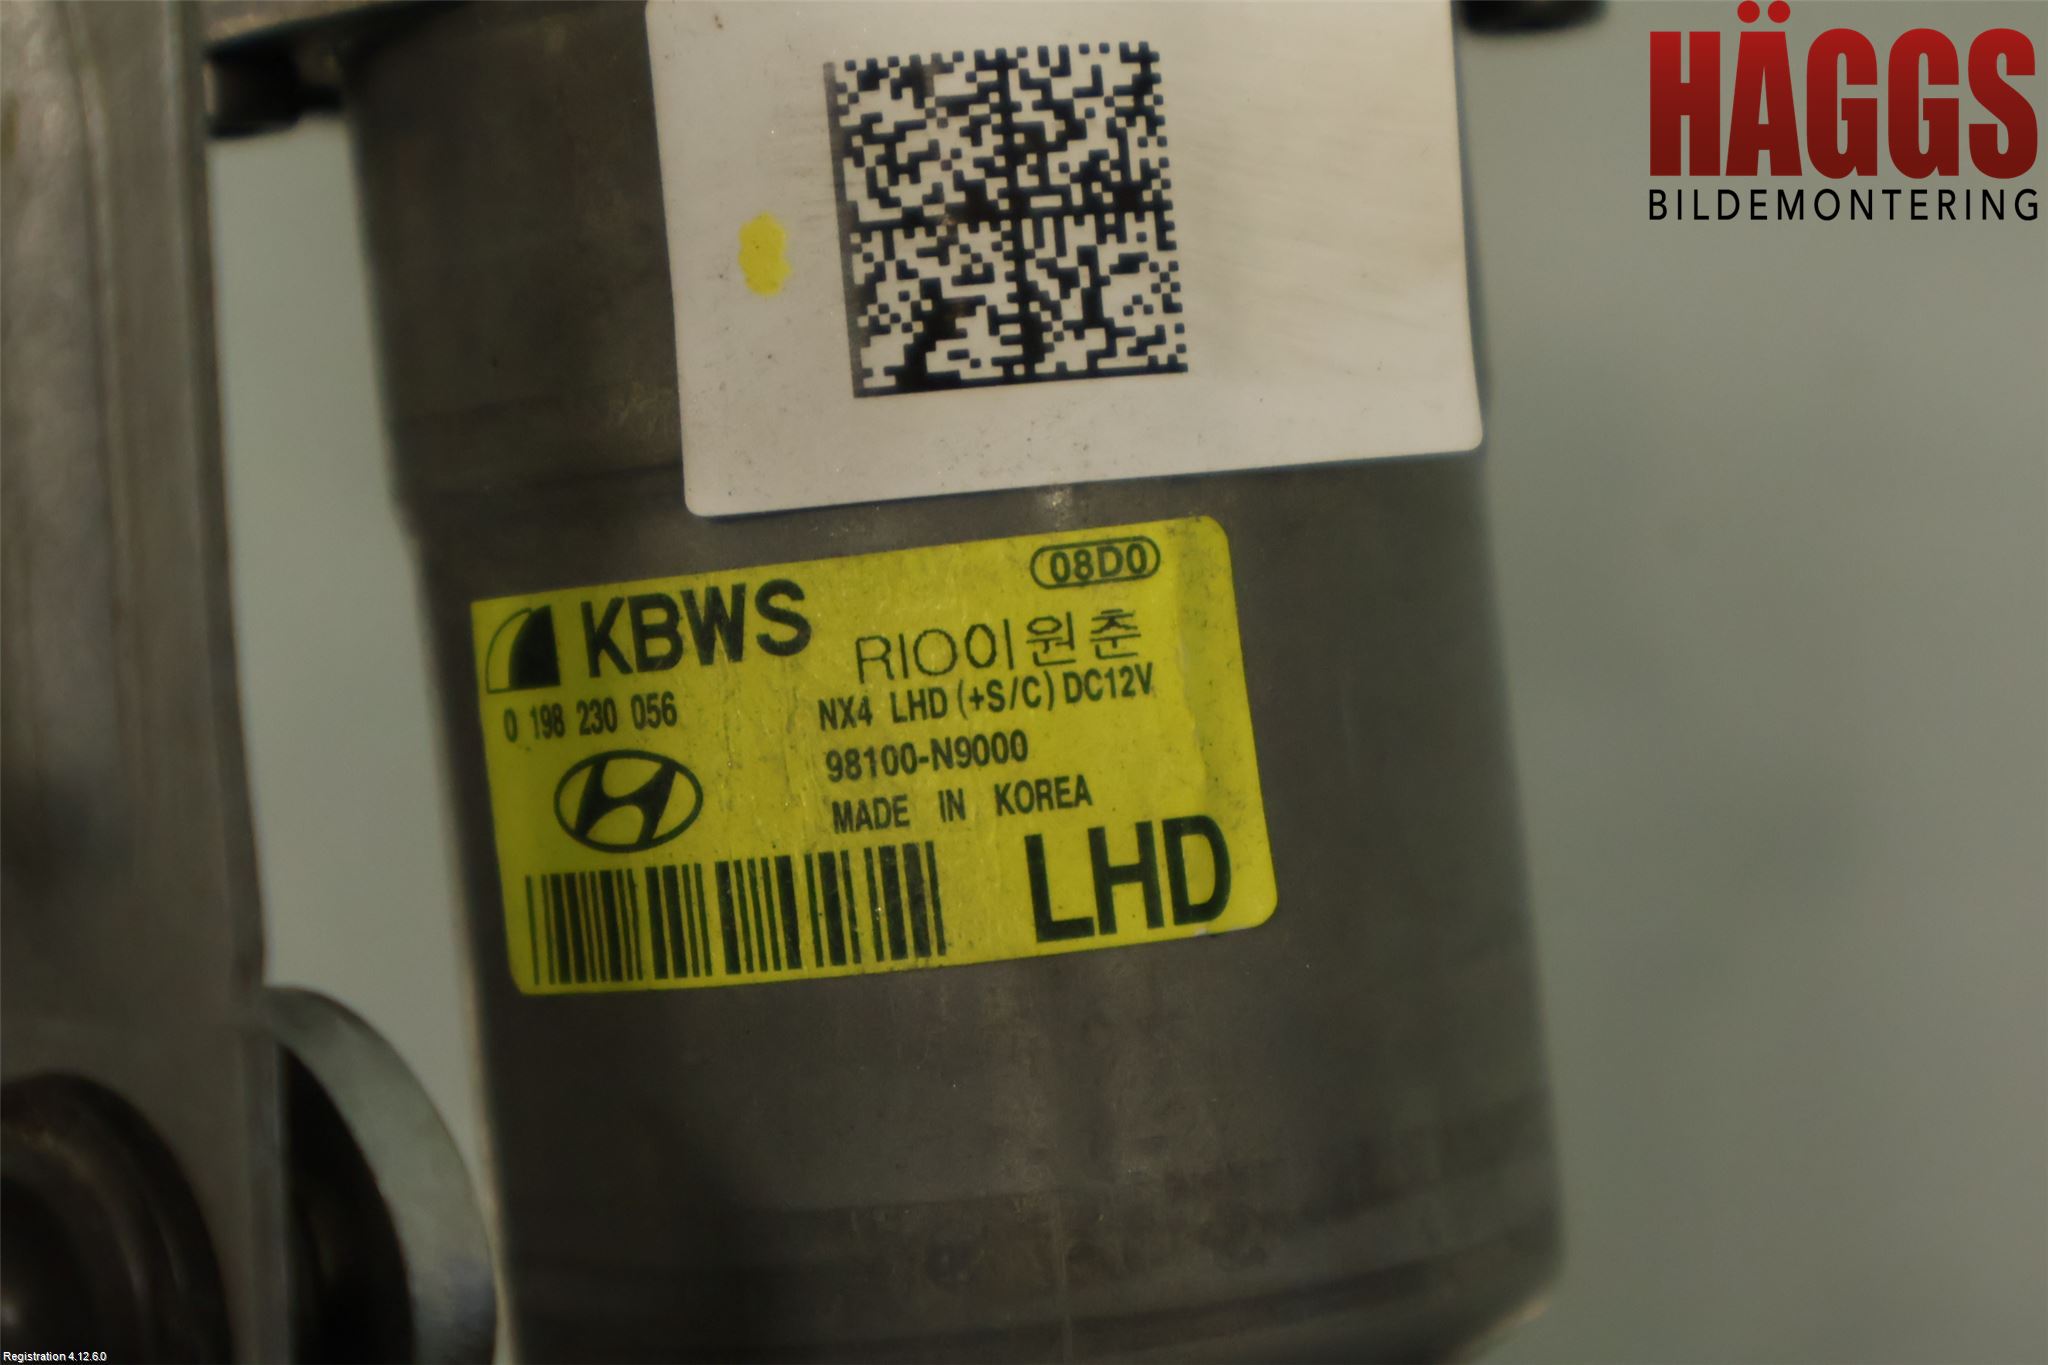 HÄGGS
BILDEMONTERING
08D0
KBWS
RIO이원춘
0 198 230 056
NX4 LHD (+S/C) DC12V
98100-N9000
MADE IN KOREA
LHD
Registration 4.12.6.0